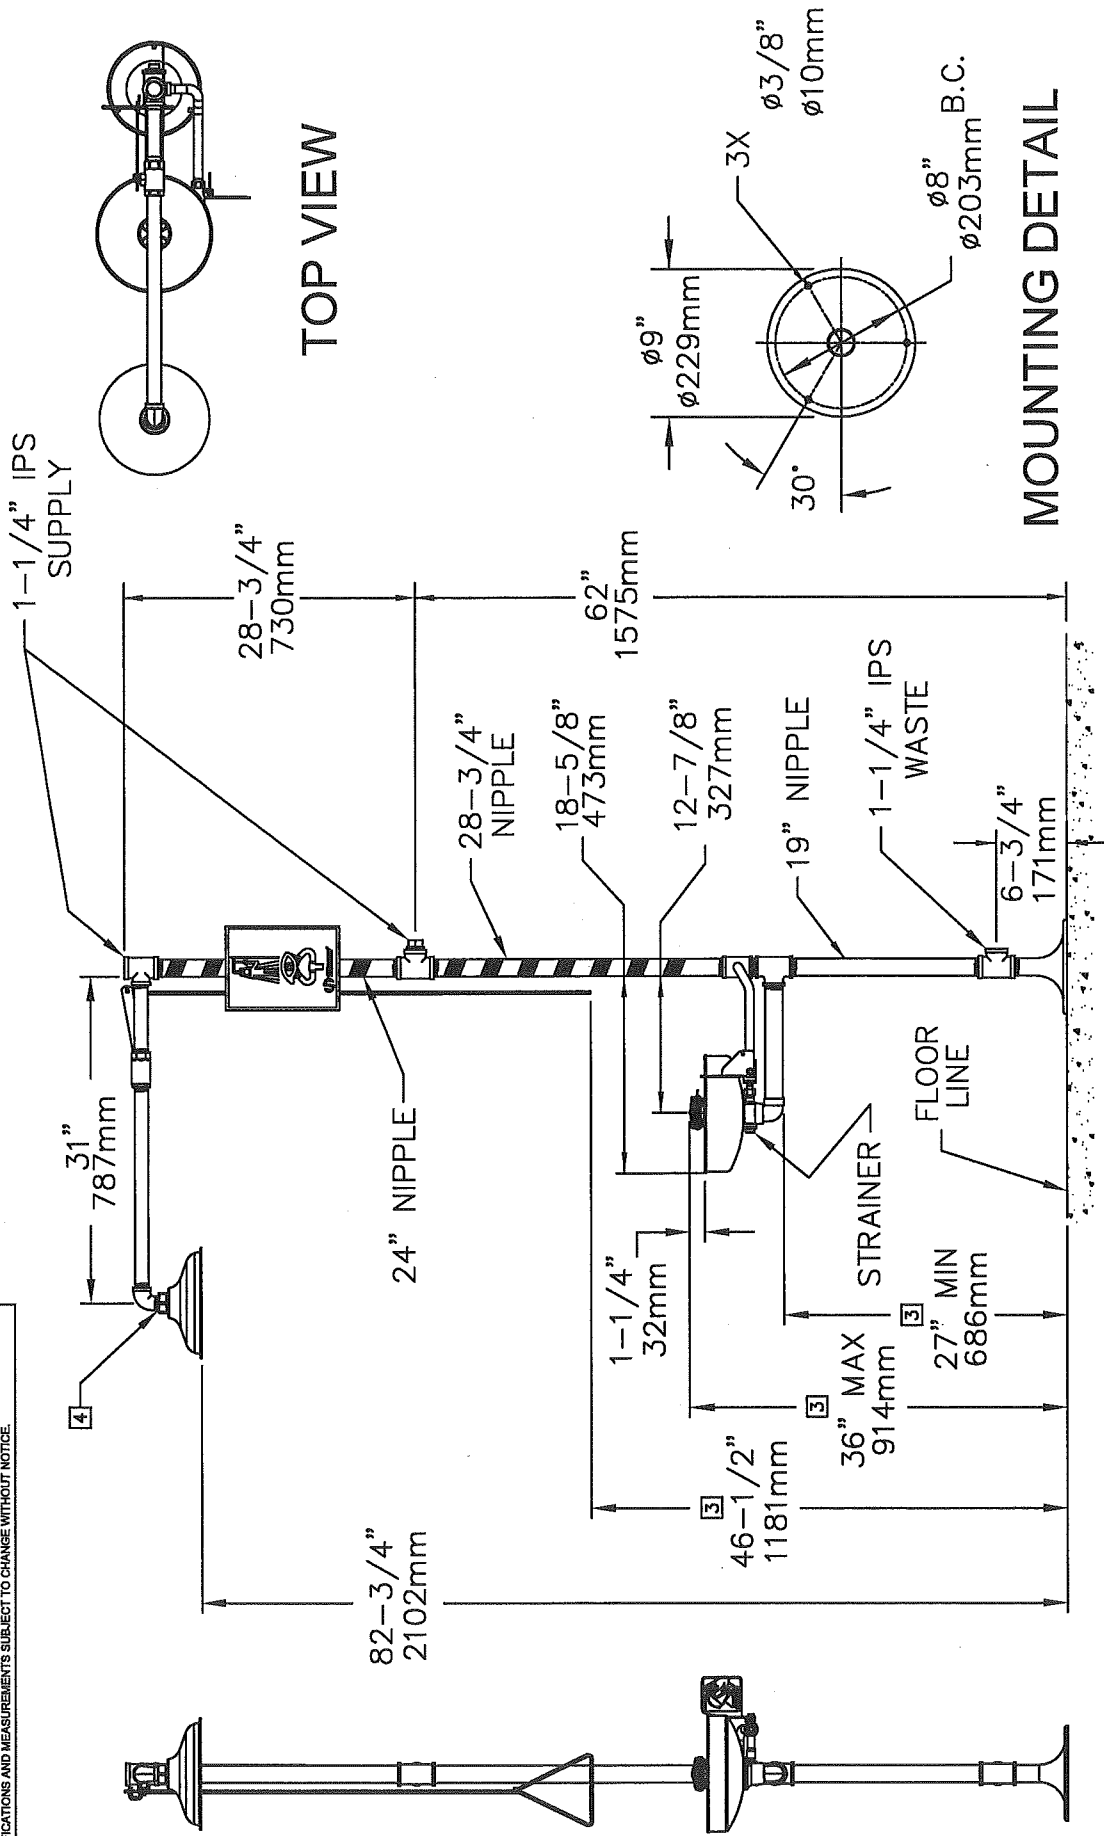 FICATIONS AND MEASUREMENTS SUBJECT TO CHANGE WITHOUT NOTICE.
1-1/4" IPS
SUPPLY
TOP VIEW
4
31"
787mm
28-3/4"
730mm
82-3/4"
2102mm
24" NIPPLE
28-3/4"
NIPPLE
18-5/8"
473mm
12-7/8"
327mm
62"
1575mm
1-1/4"
32mm
19" NIPPLE
1-1/4" IPS
WASTE
6-3/4"
171mm
STRAINER
FLOOR
LINE
3
46-1/2"
1181mm
3
36" MAX
914mm
3
27" MIN
686mm
ø9"
ø229mm
3X
ø3/8"
ø10mm
30°
ø8"
ø203mm B.C.
MOUNTING DETAIL